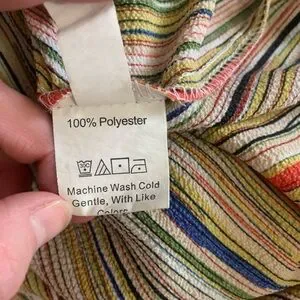 100% Polyester
Machine Wash Cold
Gentle, With Like
Colors